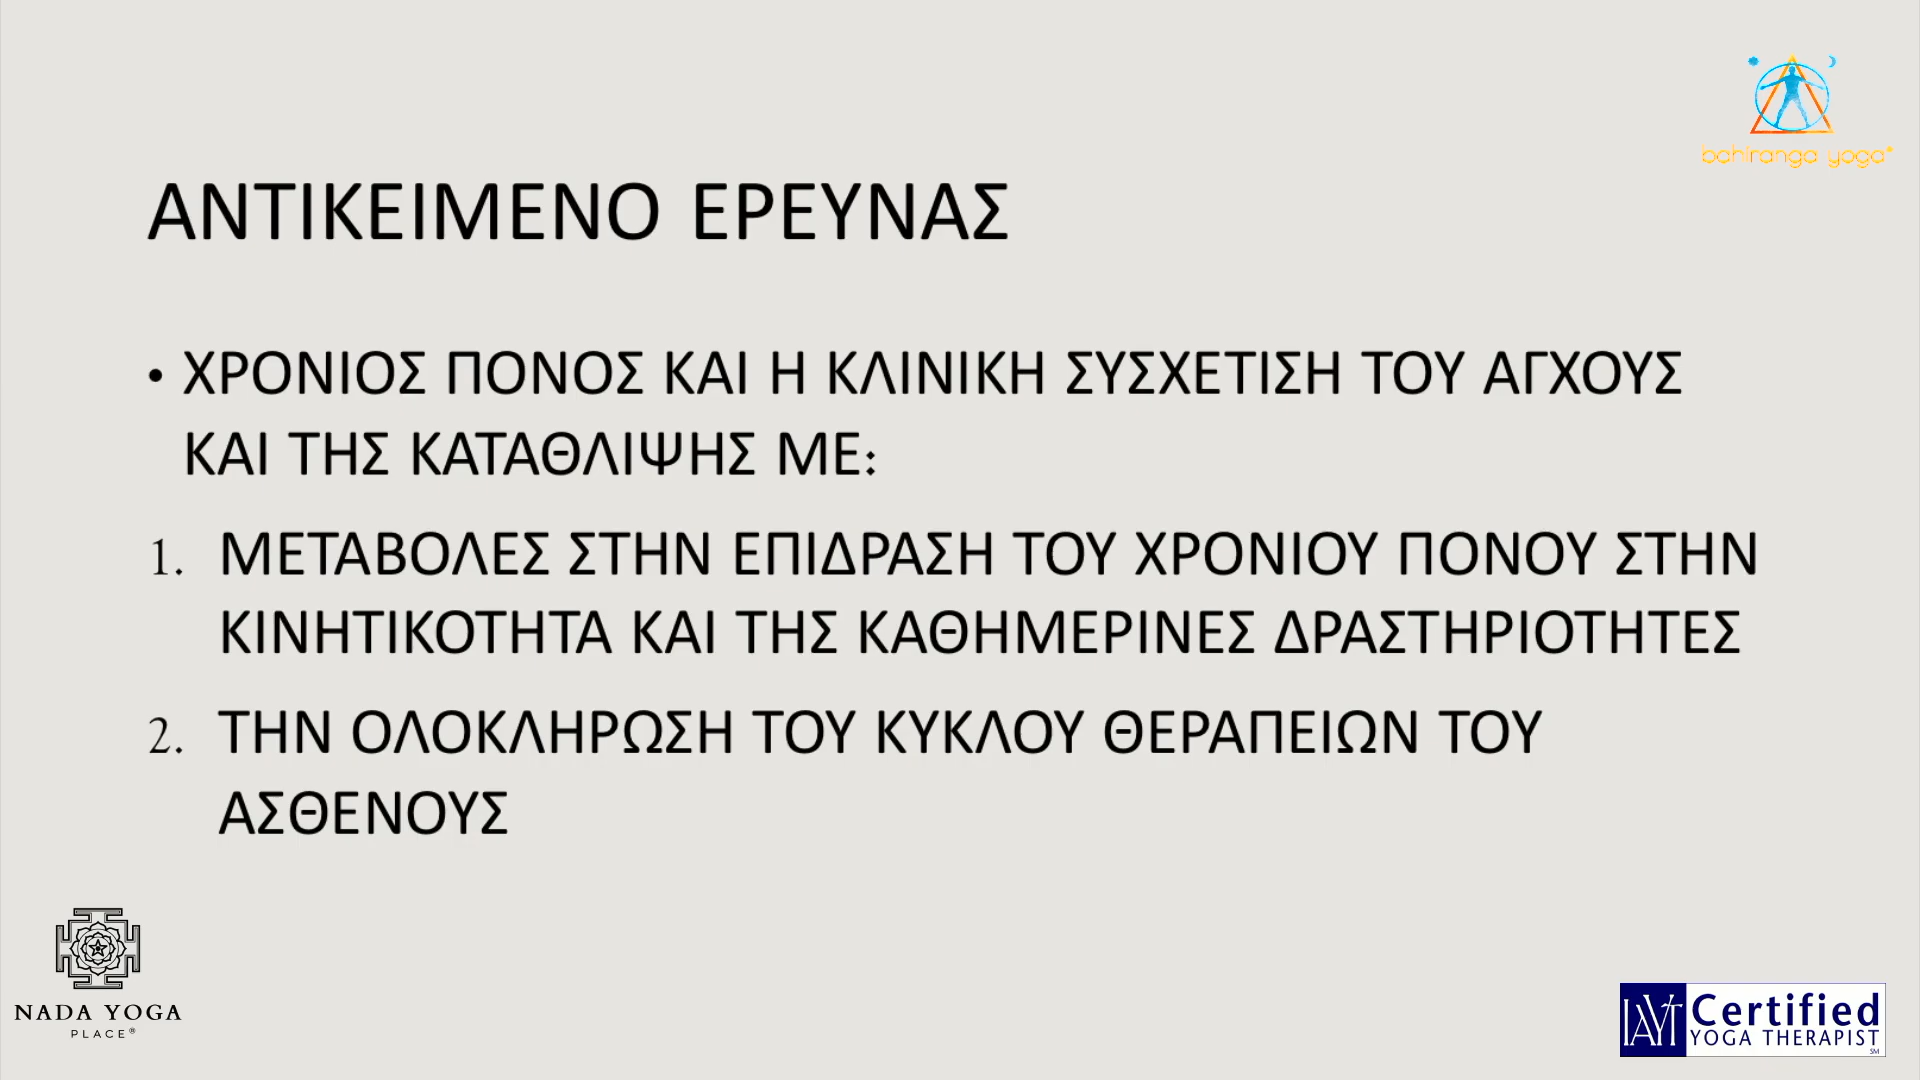 bahiranga yoga®
ΑΝΤΙΚΕΙΜΕΝΟ ΕΡΕΥΝΑΣ
• ΧΡΟΝΙΟΣ ΠΟΝΟΣ ΚΑΙ Η ΚΛΙΝΙΚΗ ΣΥΣΧΕΤΙΣΗ ΤΟΥ ΑΓΧΟΥΣ
ΚΑΙ ΤΗΣ ΚΑΤΑΘΛΙΨΗΣ ΜΕ:
1. ΜΕΤΑΒΟΛΕΣ ΣΤΗΝ ΕΠΙΔΡΑΣΗ ΤΟΥ ΧΡΟΝΙΟΥ ΠΟΝΟΥ ΣΤΗΝ
ΚΙΝΗΤΙΚΟΤΗΤΑ ΚΑΙ ΤΗΣ ΚΑΘΗΜΕΡΙΝΕΣ ΔΡΑΣΤΗΡΙΟΤΗΤΕΣ
2. ΤΗΝ ΟΛΟΚΛΗΡΩΣΗ ΤΟΥ ΚΥΚΛΟΥ ΘΕΡΑΠΕΙΩΝ ΤΟΥ
ΑΣΘΕΝΟΥΣ
NADA YOGA
PLACE®
IAYT Certified
YOGA THERAPIST
SM